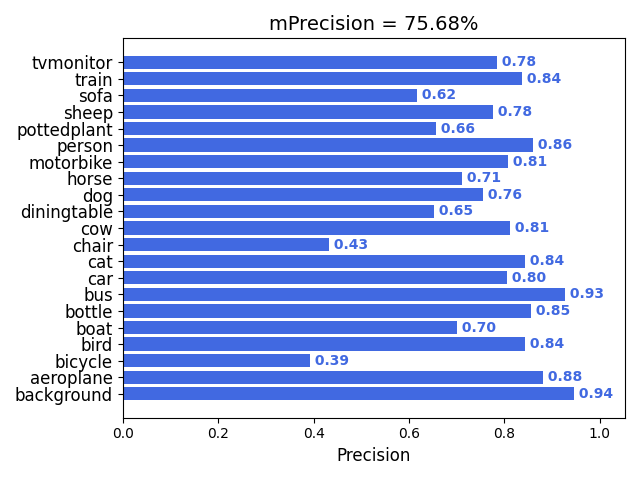 mPrecision = 75.68%
tvmonitor 0.78
train 0.84
sofa 0.62
sheep 0.78
pottedplant 0.66
person 0.86
motorbike 0.81
horse 0.71
dog 0.76
diningtable 0.65
cow 0.81
chair 0.43
cat 0.84
car 0.80
bus 0.93
bottle 0.85
boat 0.70
bird 0.84
bicycle 0.39
aeroplane 0.88
background 0.94
0.0 0.2 0.4 0.6 0.8 1.0
Precision